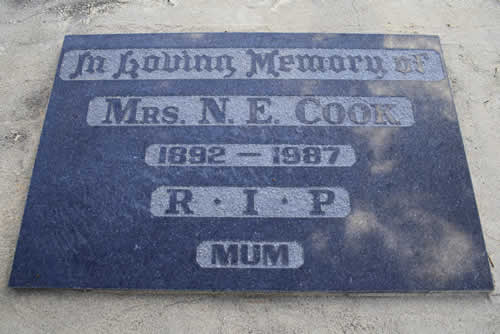 In Loving Memory of
MRS. N. E. COOK
1892 — 1987
R · I · P
MUM